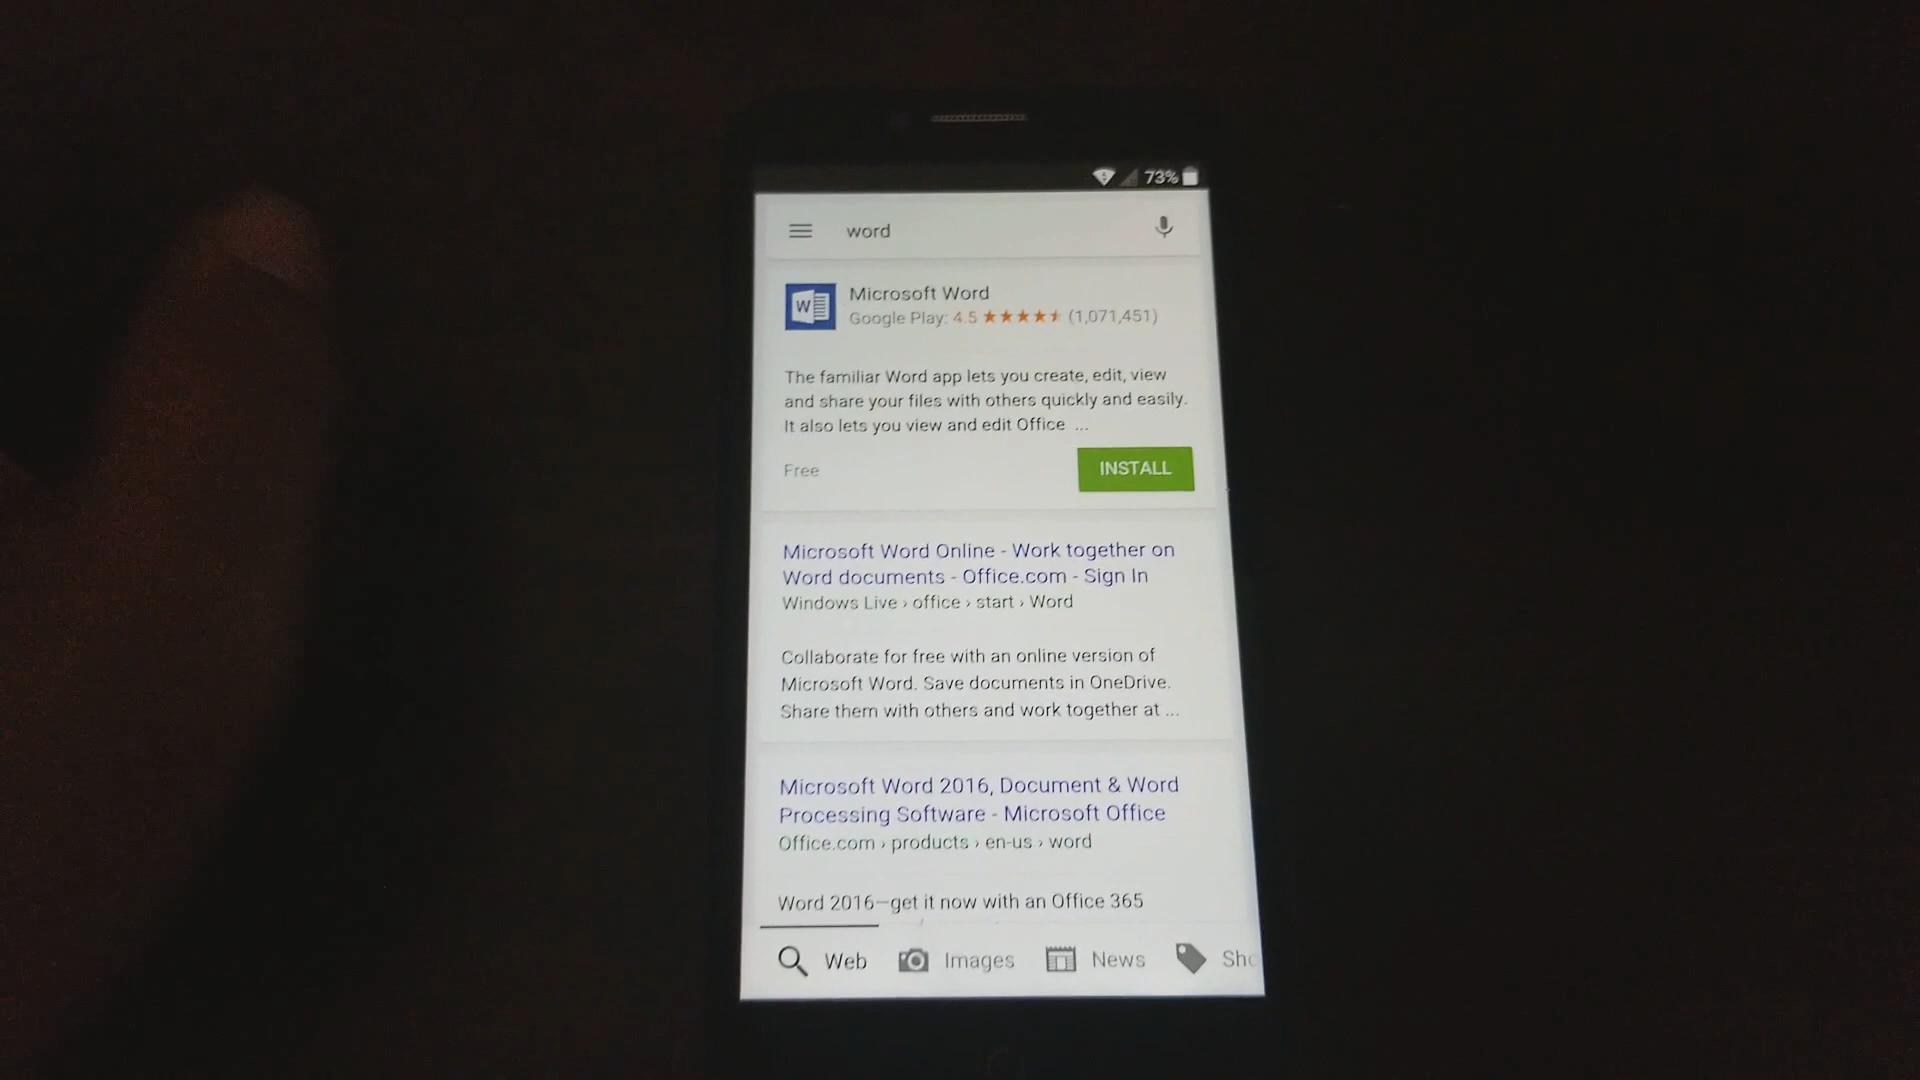 73%
word
W
Microsoft Word
Google Play: 4.5 ★★★★★ (1,071,451)
The familiar Word app lets you create, edit, view
and share your files with others quickly and easily.
It also lets you view and edit Office ...
Free
INSTALL
Microsoft Word Online - Work together on
Word documents - Office.com - Sign In
Windows Live › office › start › Word
Collaborate for free with an online version of
Microsoft Word. Save documents in OneDrive.
Share them with others and work together at ...
Microsoft Word 2016, Document & Word
Processing Software - Microsoft Office
Office.com › products › en-us › word
Word 2016—get it now with an Office 365
Web Images News Sho